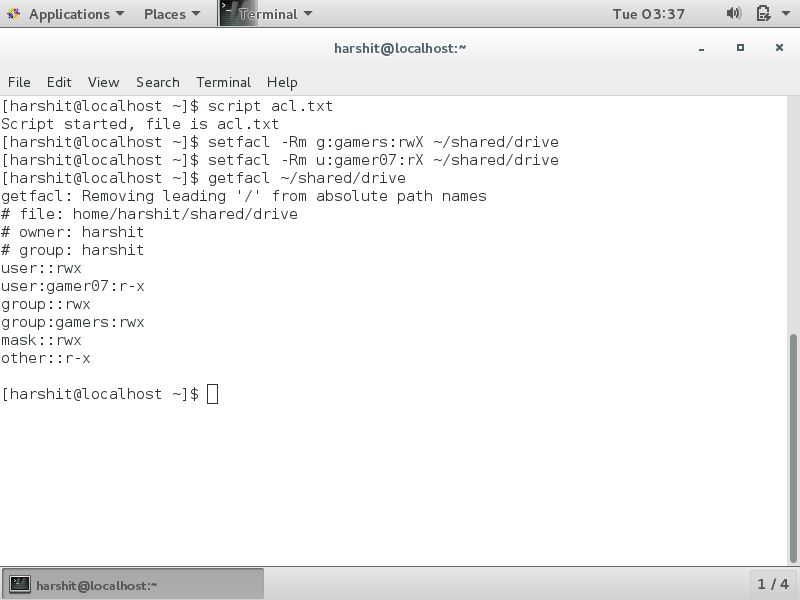 Applications Places Terminal Tue 03:37
harshit@localhost:~
File Edit View Search Terminal Help
[harshit@localhost ~]$ script acl.txt
Script started, file is acl.txt
[harshit@localhost ~]$ setfacl -Rm g:gamers:rwX ~/shared/drive
[harshit@localhost ~]$ setfacl -Rm u:gamer07:rX ~/shared/drive
[harshit@localhost ~]$ getfacl ~/shared/drive
getfacl: Removing leading '/' from absolute path names
# file: home/harshit/shared/drive
# owner: harshit
# group: harshit
user::rwx
user:gamer07:r-x
group::rwx
group:gamers:rwx
mask::rwx
other::r-x
[harshit@localhost ~]$
harshit@localhost:~ 1 / 4